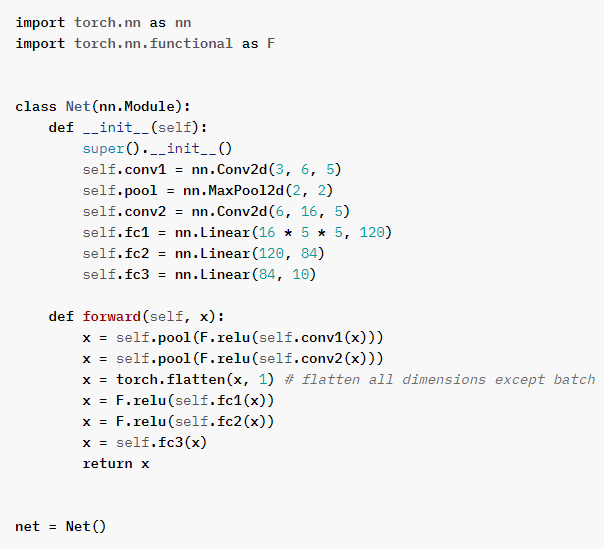 import torch.nn as nn
import torch.nn.functional as F
class Net(nn.Module):
    def __init__(self):
        super().__init__()
        self.conv1 = nn.Conv2d(3, 6, 5)
        self.pool = nn.MaxPool2d(2, 2)
        self.conv2 = nn.Conv2d(6, 16, 5)
        self.fc1 = nn.Linear(16 * 5 * 5, 120)
        self.fc2 = nn.Linear(120, 84)
        self.fc3 = nn.Linear(84, 10)
    def forward(self, x):
        x = self.pool(F.relu(self.conv1(x)))
        x = self.pool(F.relu(self.conv2(x)))
        x = torch.flatten(x, 1) # flatten all dimensions except batch
        x = F.relu(self.fc1(x))
        x = F.relu(self.fc2(x))
        x = self.fc3(x)
        return x
net = Net()